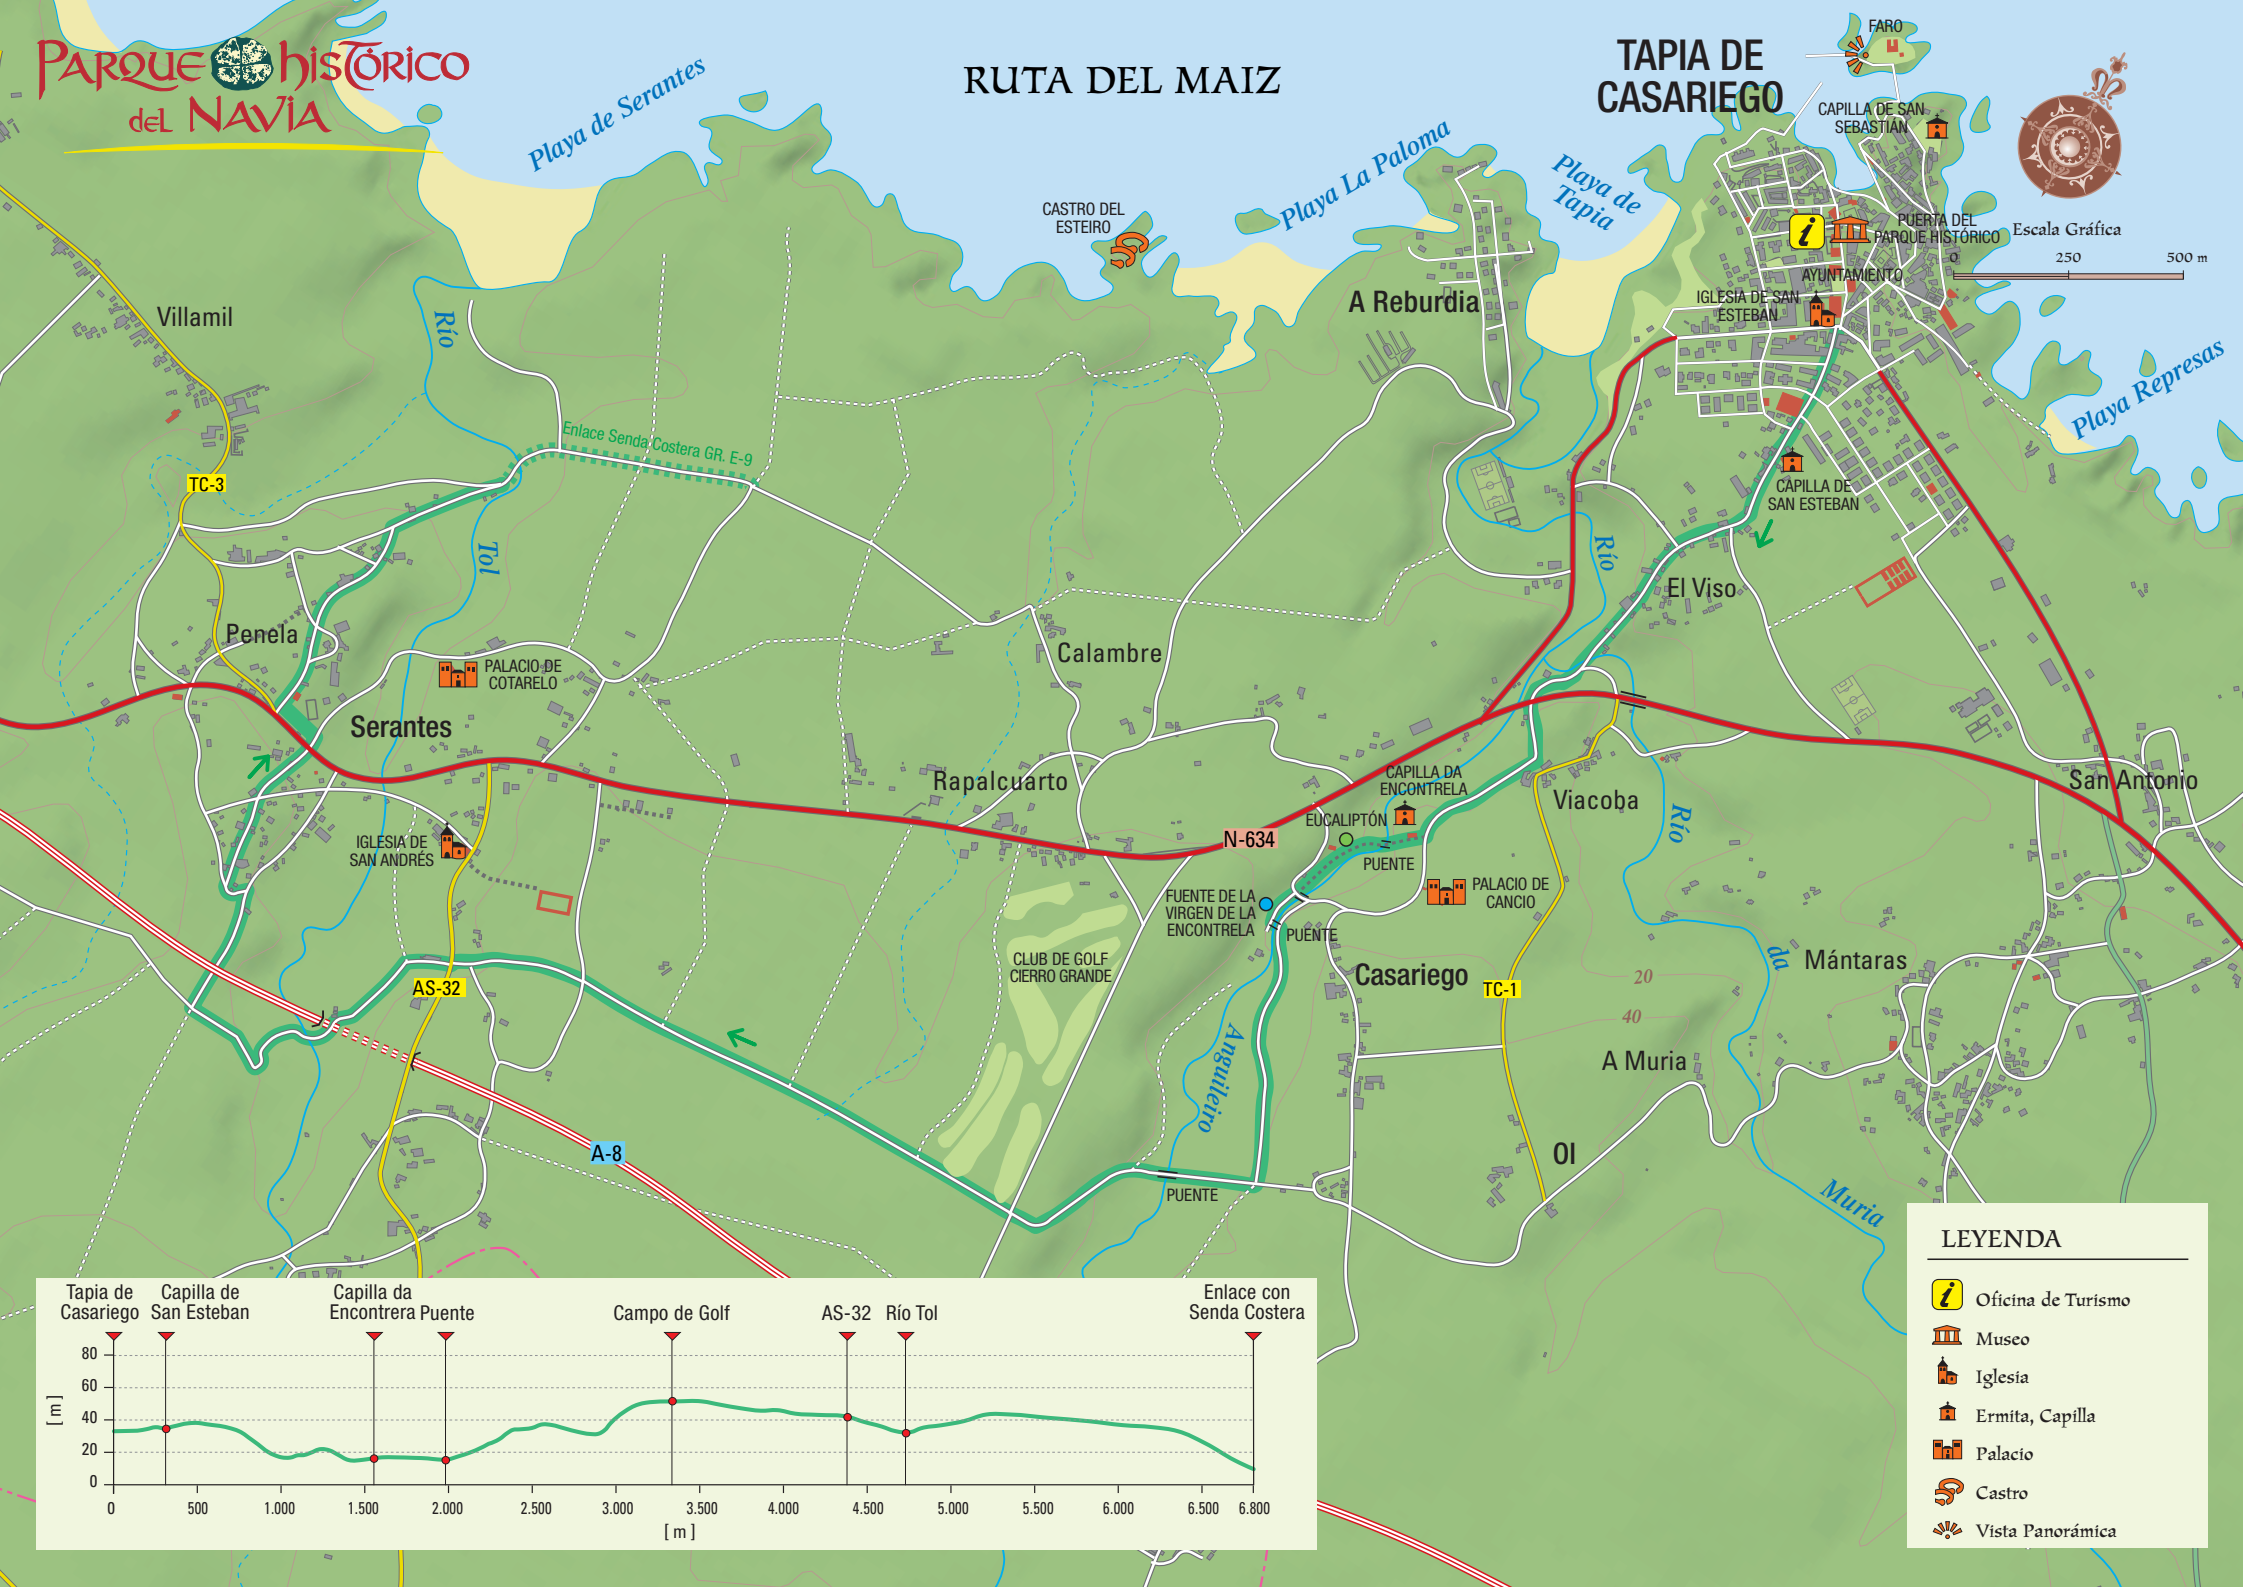 PARQUE HISTÓRICO
DEL NAVIA
RUTA DEL MAIZ
TAPIA DE
CASARIEGO
FARO
CAPILLA DE SAN
SEBASTIÁN
Playa de Serantes
Playa La Paloma
Playa de
Tapia
CASTRO DEL
ESTEIRO
PUERTA DEL
PARQUE HISTÓRICO
Escala Gráfica
0 250 500 m
AYUNTAMIENTO
IGLESIA DE SAN
ESTEBAN
A Reburdia
Villamil
Río
Playa Represas
Enlace Senda Costera GR. E-9
TC-3
CAPILLA DE
SAN ESTEBAN
Tol
Río
El Viso
Penela
Calambre
PALACIO DE
COTARELO
Serantes
Rapalcuarto
CAPILLA DA
ENCONTRELA
Viacoba
San Antonio
EUCALIPTÓN
Río
N-634
IGLESIA DE
SAN ANDRÉS
PUENTE
PALACIO DE
CANCIO
FUENTE DE LA
VIRGEN DE LA
ENCONTRELA
PUENTE
CLUB DE GOLF
CIERRO GRANDE
Casariego
20
da
Mántaras
AS-32
TC-1
40
Anguileiro
A Muria
A-8
Ol
PUENTE
Muria
LEYENDA
Oficina de Turismo
Museo
Iglesia
Ermita, Capilla
Palacio
Castro
Vista Panorámica
Tapia de
Casariego
Capilla de
San Esteban
Capilla da
Encontrera
Puente
Campo de Golf
AS-32
Río Tol
Enlace con
Senda Costera
80
60
40
20
0
[ m ]
0 500 1.000 1.500 2.000 2.500 3.000 3.500 4.000 4.500 5.000 5.500 6.000 6.500 6.800
[ m ]